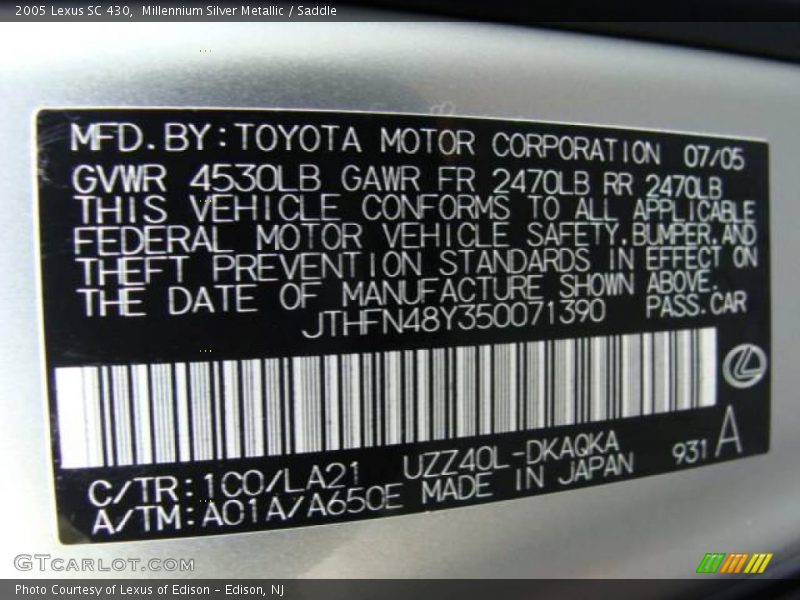 2005 Lexus SC 430,  Millennium Silver Metallic / Saddle
MFD.BY:TOYOTA MOTOR CORPORATION 07/05
GVWR 4530LB GAWR FR 2470LB RR 2470LB
THIS VEHICLE CONFORMS TO ALL APPLICABLE
FEDERAL MOTOR VEHICLE SAFETY,BUMPER,AND
THEFT PREVENTION STANDARDS IN EFFECT ON
THE DATE OF MANUFACTURE SHOWN ABOVE.
JTHFN48Y350071390 PASS.CAR
C/TR:1C0/LA21 UZZ40L-DKAQKA 931 A
A/TM:A01A/A650E MADE IN JAPAN
GTCARLOT.COM
Photo Courtesy of Lexus of Edison - Edison, NJ